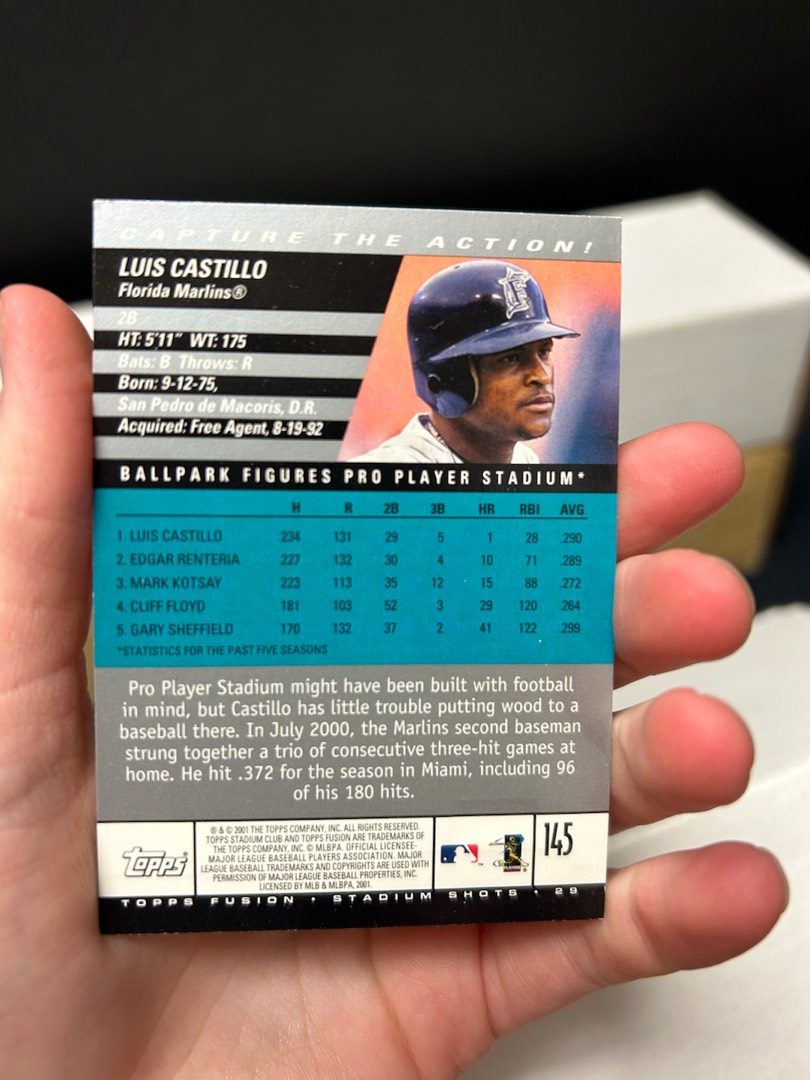 CAPTURE THE ACTION!
LUIS CASTILLO
Florida Marlins®
2B
HT: 5'11" WT: 175
Bats: B Throws: R
Born: 9-12-75,
San Pedro de Macoris, D.R.
Acquired: Free Agent, 8-19-92
BALLPARK FIGURES PRO PLAYER STADIUM*
H R 2B 3B HR RBI AVG
1. LUIS CASTILLO 234 131 29 5 1 28 .290
2. EDGAR RENTERIA 227 132 30 4 10 71 .289
3. MARK KOTSAY 223 113 35 12 15 88 .272
4. CLIFF FLOYD 181 103 52 3 29 120 .264
5. GARY SHEFFIELD 170 132 37 2 41 122 .299
*STATISTICS FOR THE PAST FIVE SEASONS
Pro Player Stadium might have been built with football
in mind, but Castillo has little trouble putting wood to a
baseball there. In July 2000, the Marlins second baseman
strung together a trio of consecutive three-hit games at
home. He hit .372 for the season in Miami, including 96
of his 180 hits.
TOPPS
® & © 2001 THE TOPPS COMPANY, INC. ALL RIGHTS RESERVED.
TOPPS STADIUM CLUB AND TOPPS FUSION ARE TRADEMARKS OF
THE TOPPS COMPANY, INC. © MLBPA. OFFICIAL LICENSEE-
MAJOR LEAGUE BASEBALL PLAYERS ASSOCIATION. MAJOR
LEAGUE BASEBALL TRADEMARKS AND COPYRIGHTS ARE USED WITH
PERMISSION OF MAJOR LEAGUE BASEBALL PROPERTIES, INC.
LICENSED BY MLB & MLBPA, 2001.
145
TOPPS FUSION • STADIUM SHOTS • 29